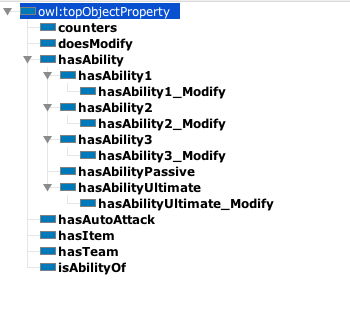 owl:topObjectProperty
counters
doesModify
hasAbility
hasAbility1
hasAbility1_Modify
hasAbility2
hasAbility2_Modify
hasAbility3
hasAbility3_Modify
hasAbilityPassive
hasAbilityUltimate
hasAbilityUltimate_Modify
hasAutoAttack
hasItem
hasTeam
isAbilityOf